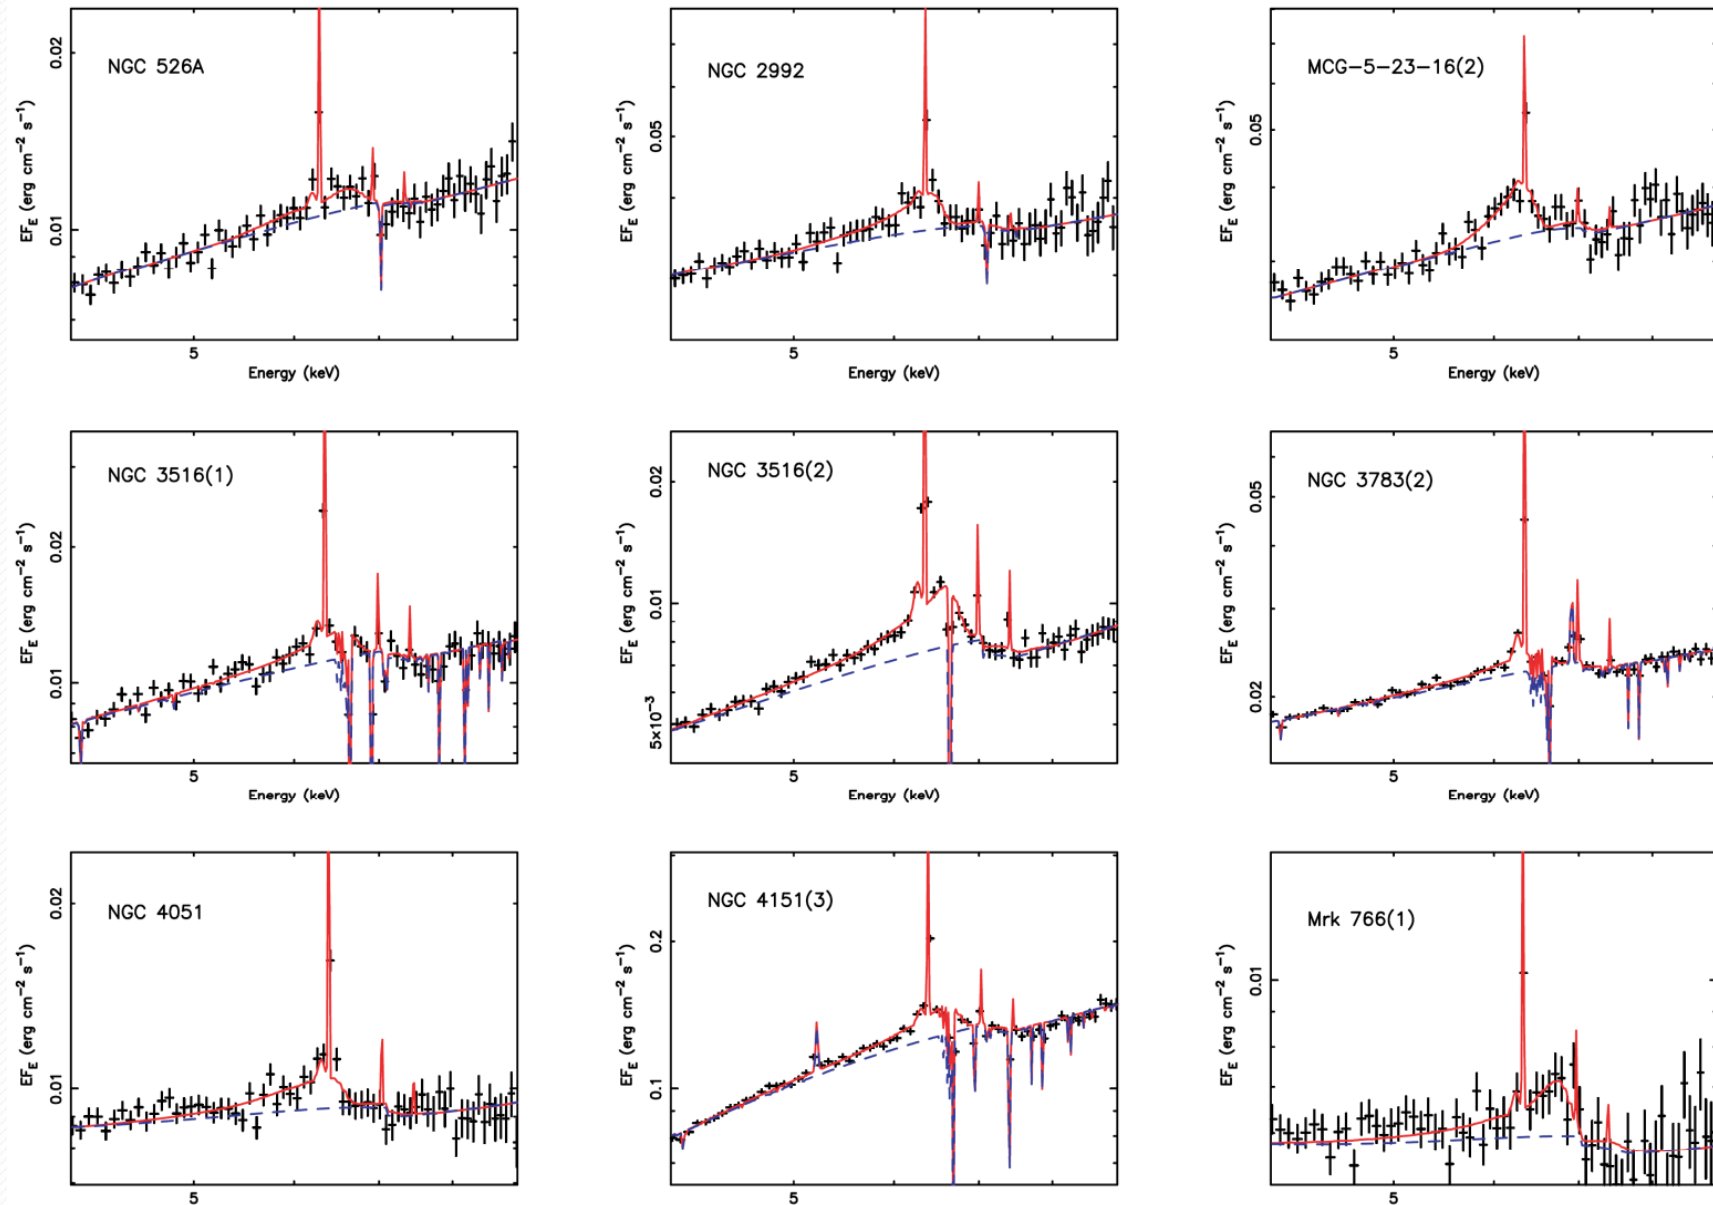 NGC 526A
0.02
0.01
EF_E (erg cm⁻² s⁻¹)
5
Energy (keV)
NGC 2992
0.05
EF_E (erg cm⁻² s⁻¹)
5
Energy (keV)
MCG−5−23−16(2)
0.05
EF_E (erg cm⁻² s⁻¹)
5
Energy (keV)
NGC 3516(1)
0.02
0.01
EF_E (erg cm⁻² s⁻¹)
5
Energy (keV)
NGC 3516(2)
0.02
0.01
5×10⁻³
EF_E (erg cm⁻² s⁻¹)
5
Energy (keV)
NGC 3783(2)
0.05
0.02
EF_E (erg cm⁻² s⁻¹)
5
Energy (keV)
NGC 4051
0.02
0.01
EF_E (erg cm⁻² s⁻¹)
5
NGC 4151(3)
0.2
0.1
EF_E (erg cm⁻² s⁻¹)
5
Mrk 766(1)
0.01
EF_E (erg cm⁻² s⁻¹)
5